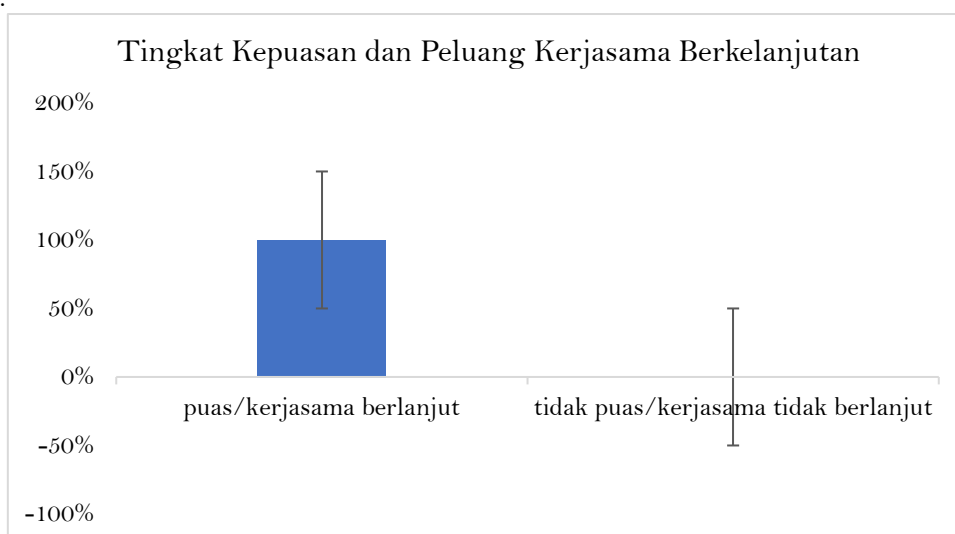 .
Tingkat Kepuasan dan Peluang Kerjasama Berkelanjutan
200%
150%
100%
50%
0%
puas/kerjasama berlanjut
tidak puas/kerjasama tidak berlanjut
-50%
-100%